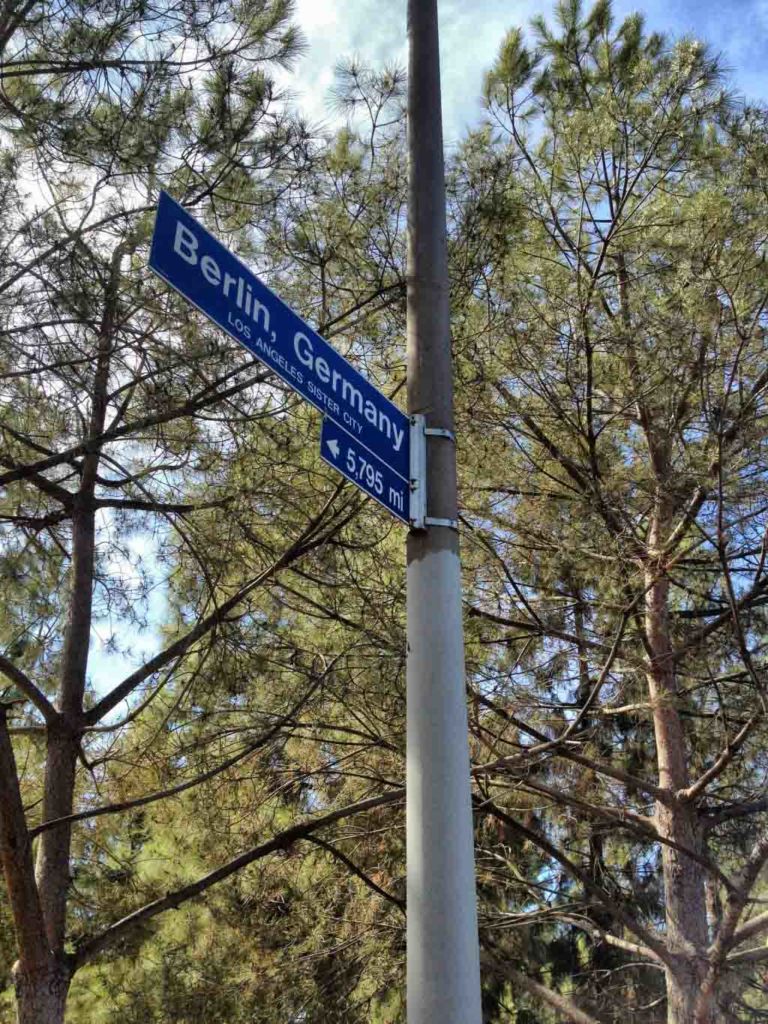 Berlin, Germany
LOS ANGELES SISTER CITY
← 5,795 mi